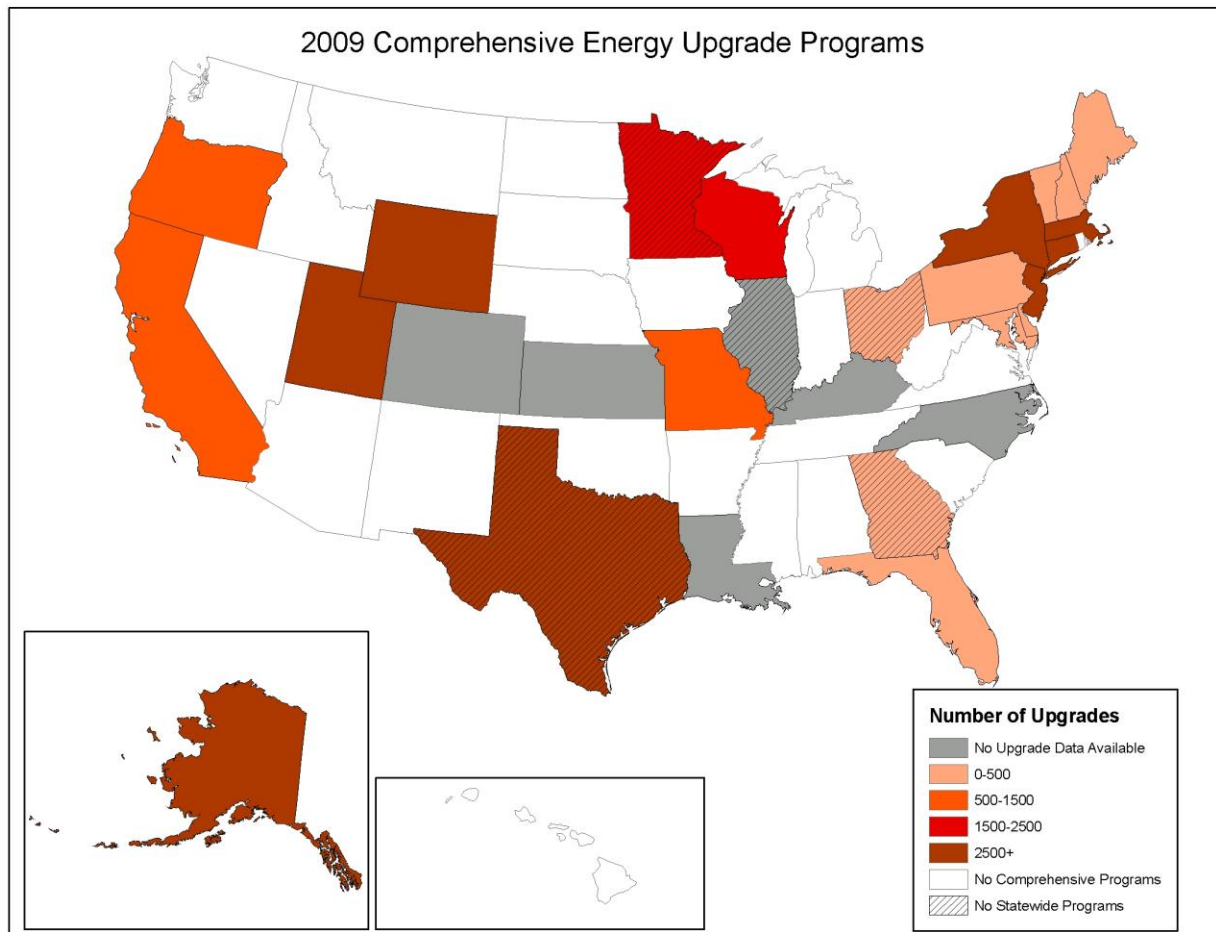 2009 Comprehensive Energy Upgrade Programs
Number of Upgrades
No Upgrade Data Available
0-500
500-1500
1500-2500
2500+
No Comprehensive Programs
No Statewide Programs